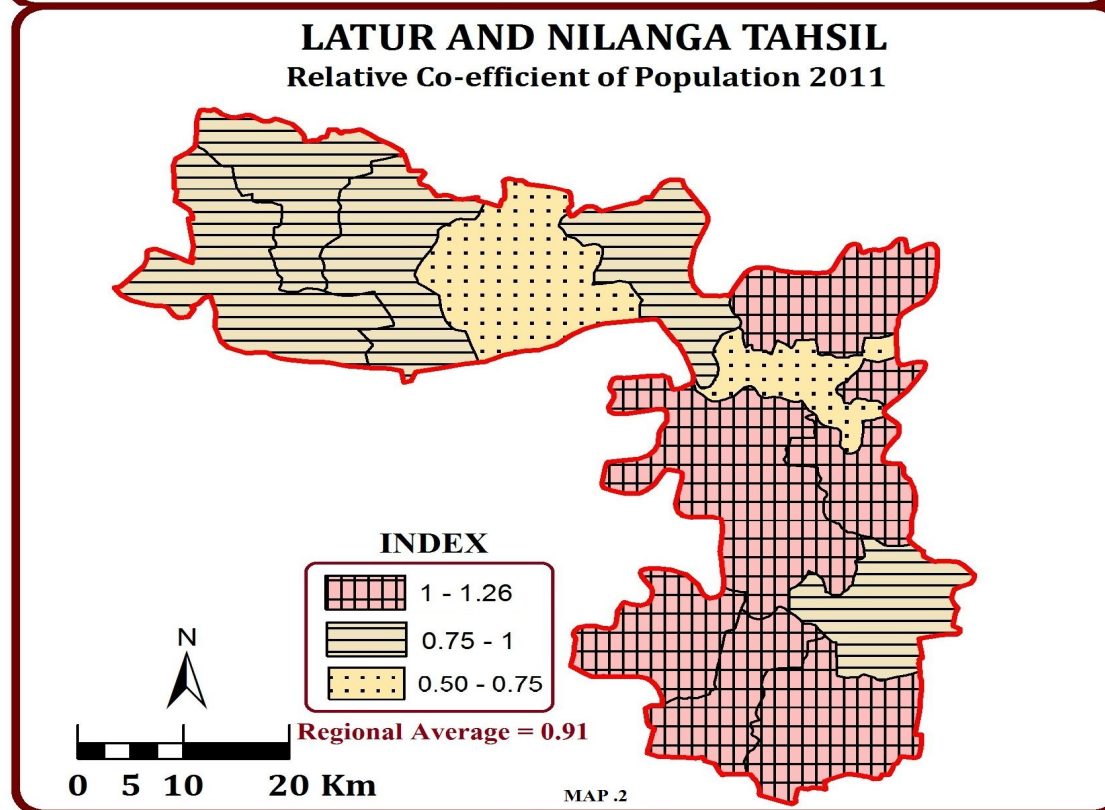 LATUR AND NILANGA TAHSIL
Relative Co-efficient of Population 2011
INDEX
1 - 1.26
0.75 - 1
0.50 - 0.75
Regional Average = 0.91
N
0 5 10 20 Km
MAP .2